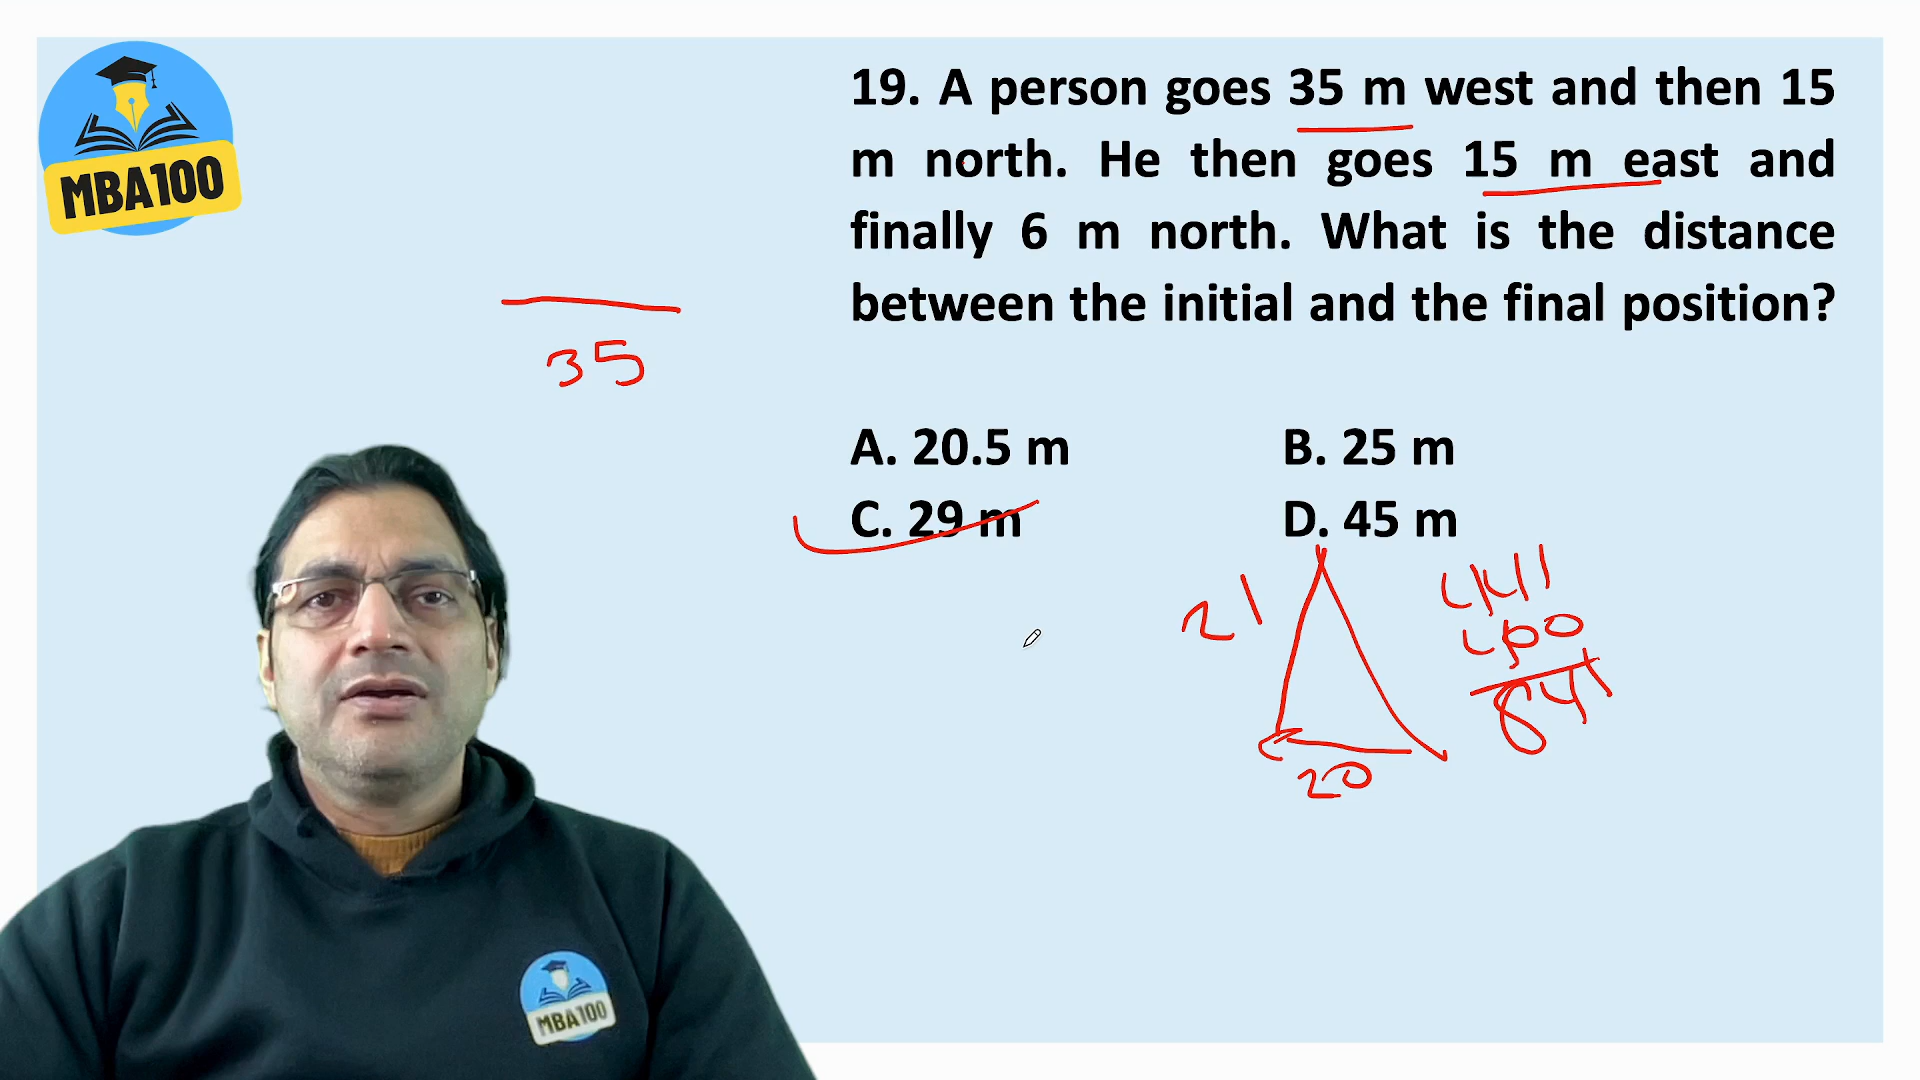 MBA100
19. A person goes 35 m west and then 15
m north. He then goes 15 m east and
finally 6 m north. What is the distance
between the initial and the final position?
35
A. 20.5 m
B. 25 m
C. 29 m
D. 45 m
21
441
400
841
20
MBA100